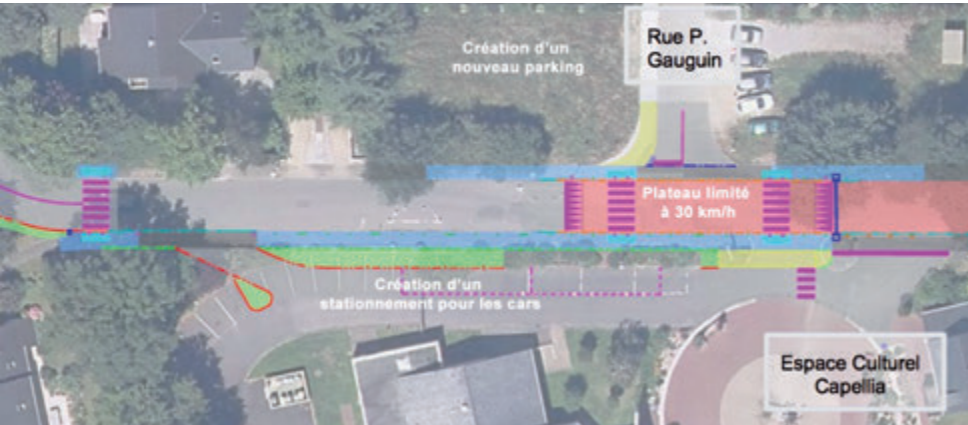 Création d'un
nouveau parking
Rue P.
Gauguin
Plateau limité
à 30 km/h
Création d'un
stationnement pour les cars
Espace Culturel
Capellia